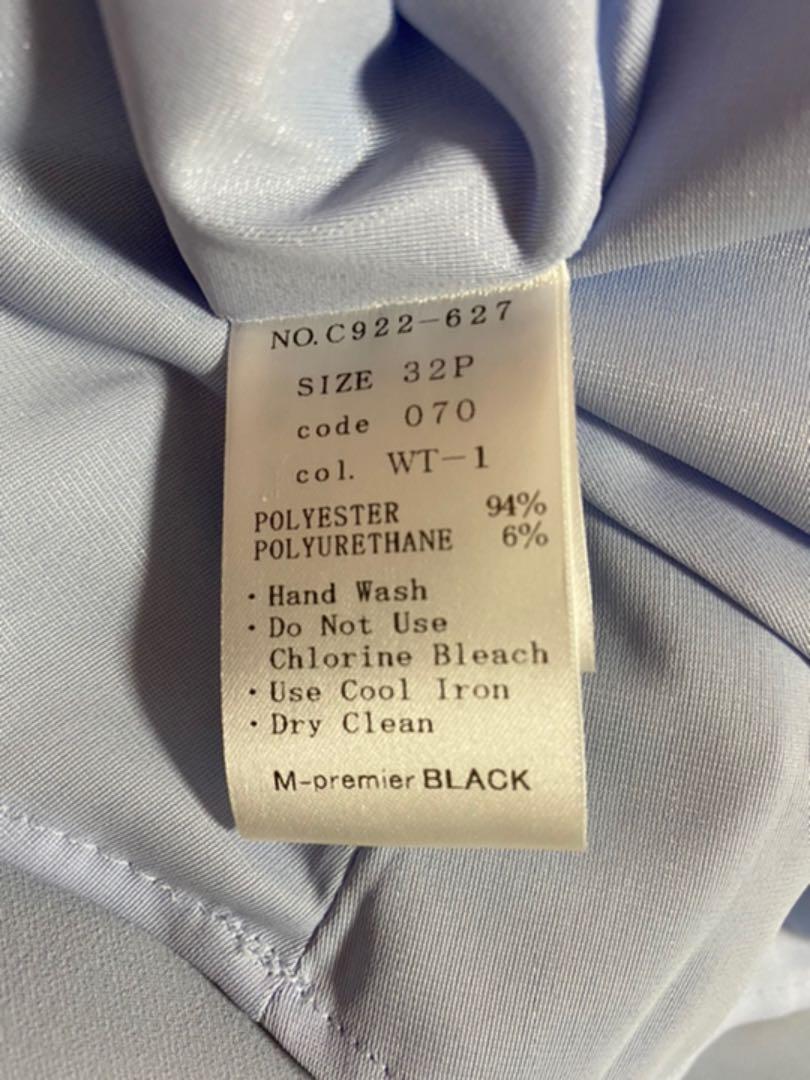 NO.C922-627
SIZE 32P
code 070
col. WT-1
POLYESTER 94%
POLYURETHANE 6%
・Hand Wash
・Do Not Use
Chlorine Bleach
・Use Cool Iron
・Dry Clean
M-premier BLACK